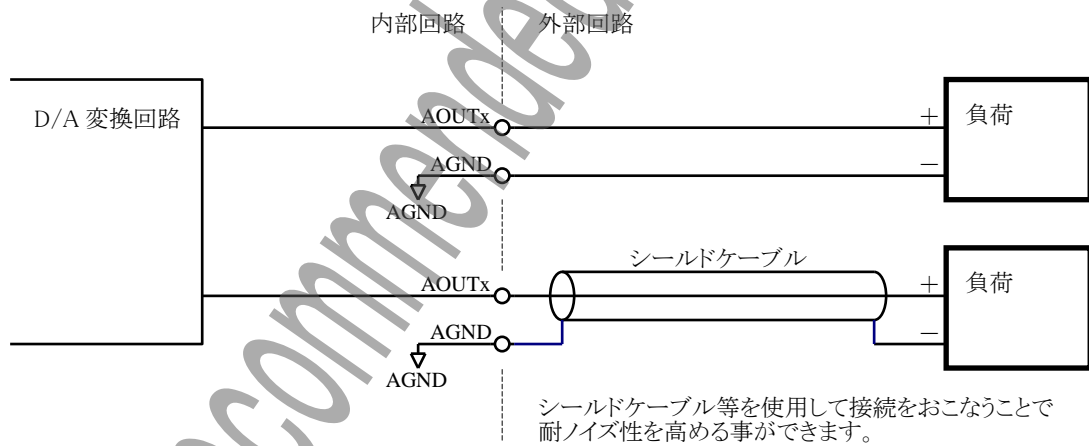 内部回路
外部回路
D/A 変換回路
AOUTx
+
負荷
AGND
−
AGND
シールドケーブル
AOUTx
+
負荷
AGND
−
AGND
シールドケーブル等を使用して接続をおこなうことで
耐ノイズ性を高める事ができます。
ecommended